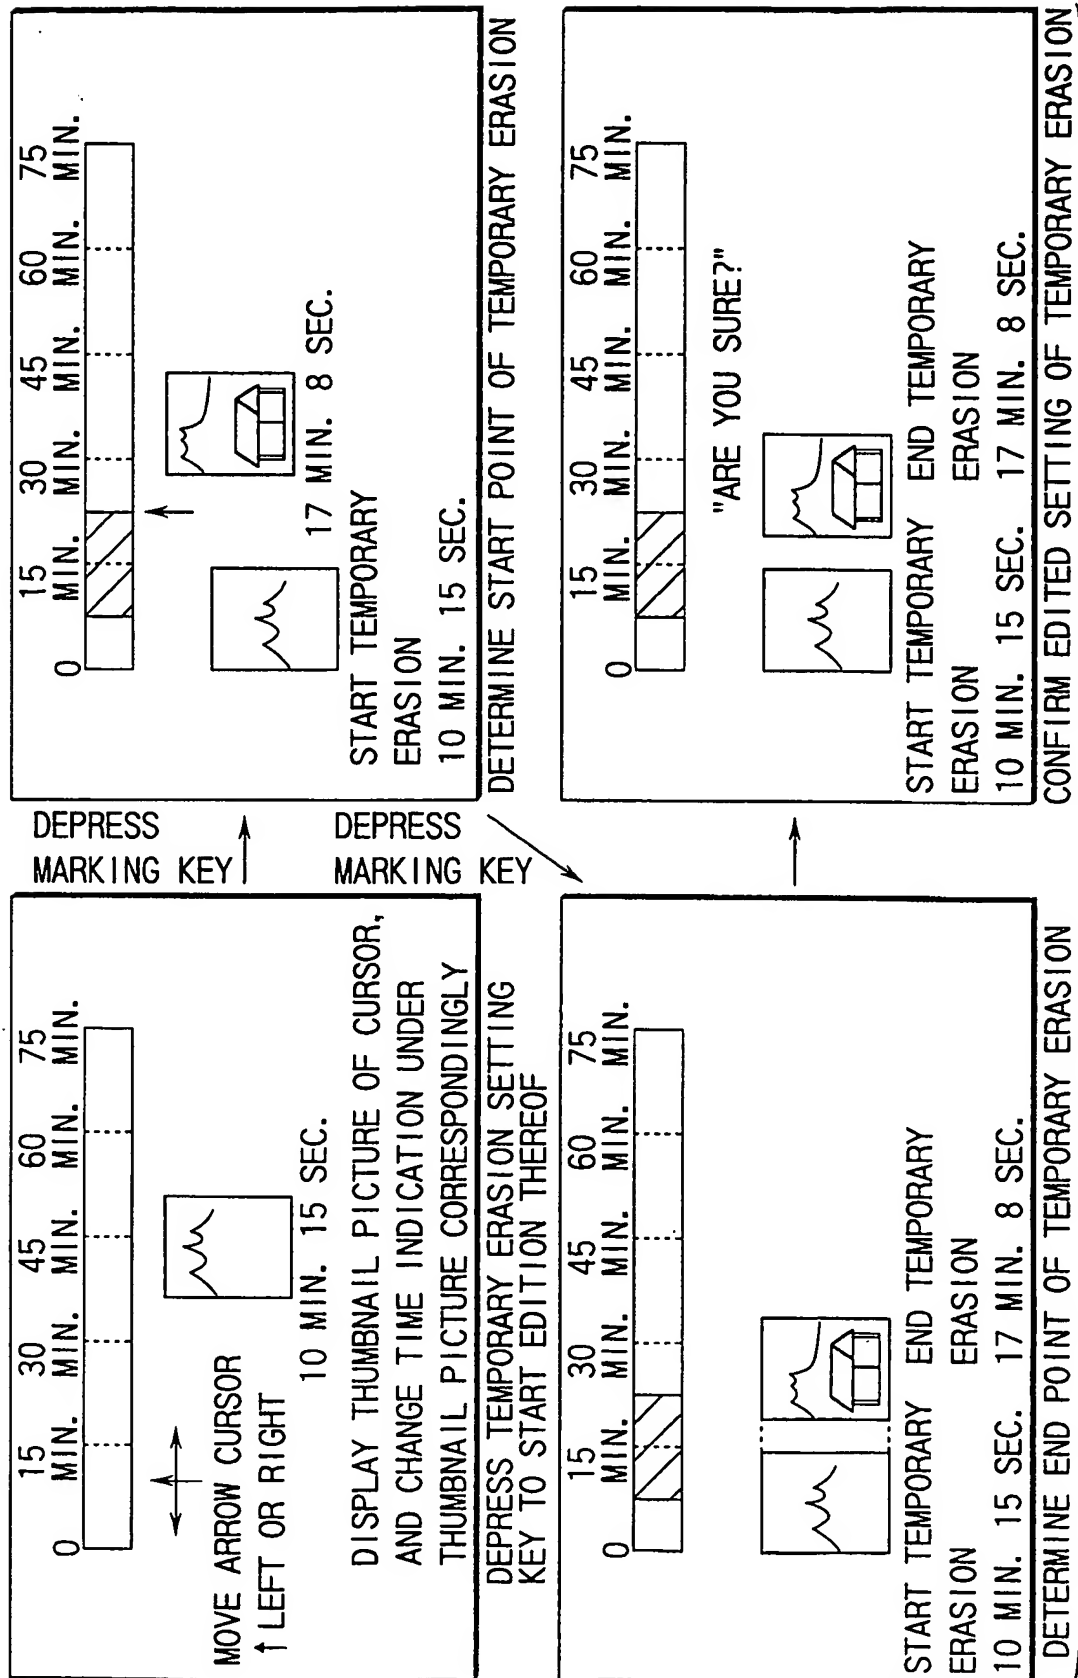 0
15
MIN.
30
MIN.
45
MIN.
60
MIN.
75
MIN.
MOVE ARROW CURSOR
↑ LEFT OR RIGHT
10 MIN. 15 SEC.
DISPLAY THUMBNAIL PICTURE OF CURSOR,
AND CHANGE TIME INDICATION UNDER
THUMBNAIL PICTURE CORRESPONDINGLY
DEPRESS TEMPORARY ERASION SETTING
KEY TO START EDITION THEREOF
DEPRESS
MARKING KEY
0
15
MIN.
30
MIN.
45
MIN.
60
MIN.
75
MIN.
17 MIN. 8 SEC.
START TEMPORARY
ERASION
10 MIN. 15 SEC.
DETERMINE START POINT OF TEMPORARY ERASION
DEPRESS
MARKING KEY
0
15
MIN.
30
MIN.
45
MIN.
60
MIN.
75
MIN.
START TEMPORARY END TEMPORARY
ERASION ERASION
10 MIN. 15 SEC. 17 MIN. 8 SEC.
DETERMINE END POINT OF TEMPORARY ERASION
0
15
MIN.
30
MIN.
45
MIN.
60
MIN.
75
MIN.
"ARE YOU SURE?"
START TEMPORARY END TEMPORARY
ERASION ERASION
10 MIN. 15 SEC. 17 MIN. 8 SEC.
CONFIRM EDITED SETTING OF TEMPORARY ERASION